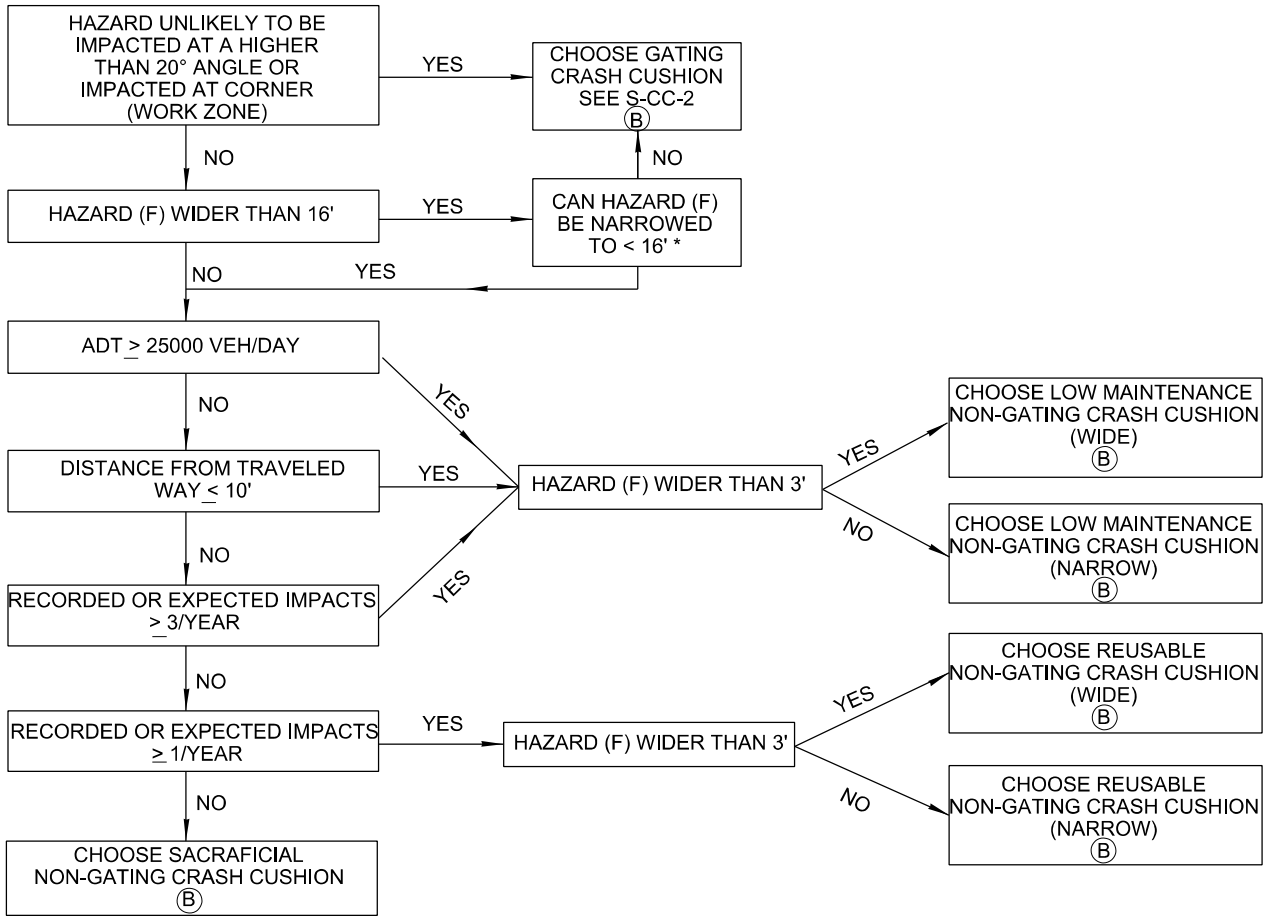 HAZARD UNLIKELY TO BE
IMPACTED AT A HIGHER
THAN 20° ANGLE OR
IMPACTED AT CORNER
(WORK ZONE)
YES
CHOOSE GATING
CRASH CUSHION
SEE S-CC-2
B
NO
NO
HAZARD (F) WIDER THAN 16'
YES
CAN HAZARD (F)
BE NARROWED
TO < 16' *
NO
YES
ADT ≥ 25000 VEH/DAY
YES
NO
DISTANCE FROM TRAVELED
WAY ≤ 10'
YES
NO
RECORDED OR EXPECTED IMPACTS
≥ 3/YEAR
YES
HAZARD (F) WIDER THAN 3'
YES
CHOOSE LOW MAINTENANCE
NON-GATING CRASH CUSHION
(WIDE)
B
NO
CHOOSE LOW MAINTENANCE
NON-GATING CRASH CUSHION
(NARROW)
B
NO
RECORDED OR EXPECTED IMPACTS
≥ 1/YEAR
YES
HAZARD (F) WIDER THAN 3'
YES
CHOOSE REUSABLE
NON-GATING CRASH CUSHION
(WIDE)
B
NO
CHOOSE REUSABLE
NON-GATING CRASH CUSHION
(NARROW)
B
NO
CHOOSE SACRAFICIAL
NON-GATING CRASH CUSHION
B